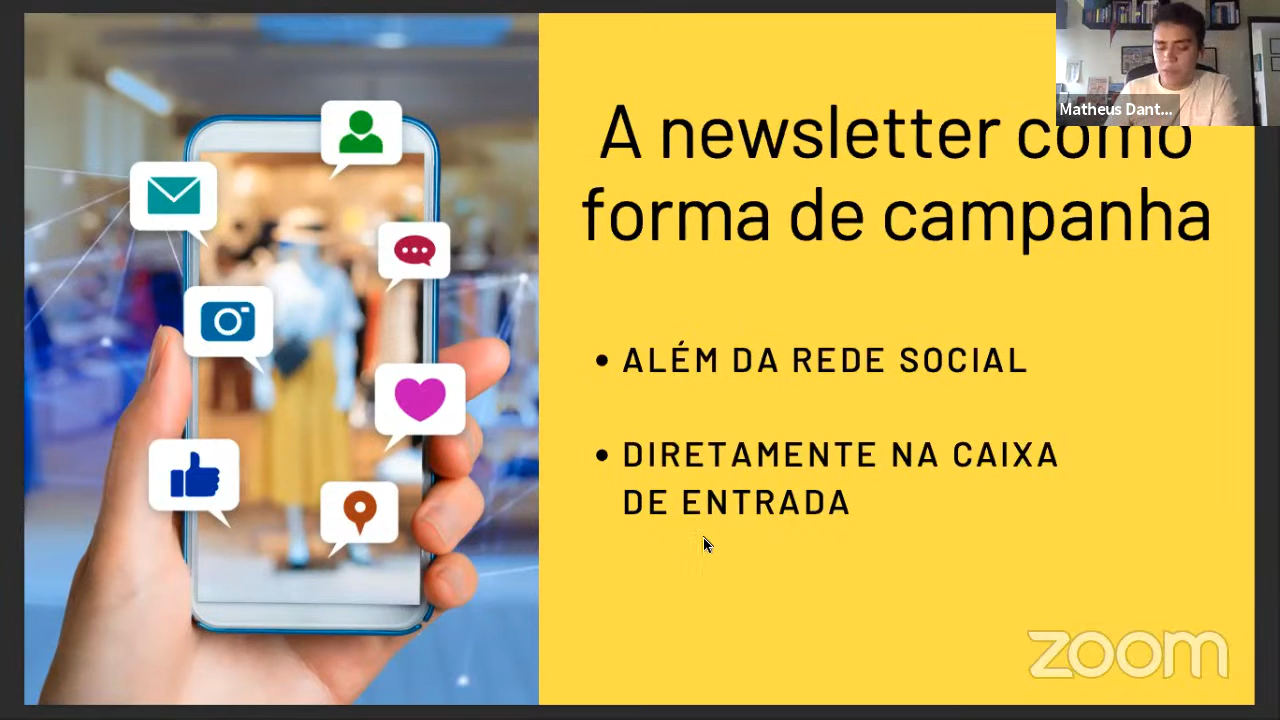 Matheus Dant...
A newsletter como
forma de campanha
• ALÉM DA REDE SOCIAL
• DIRETAMENTE NA CAIXA
DE ENTRADA
zoom